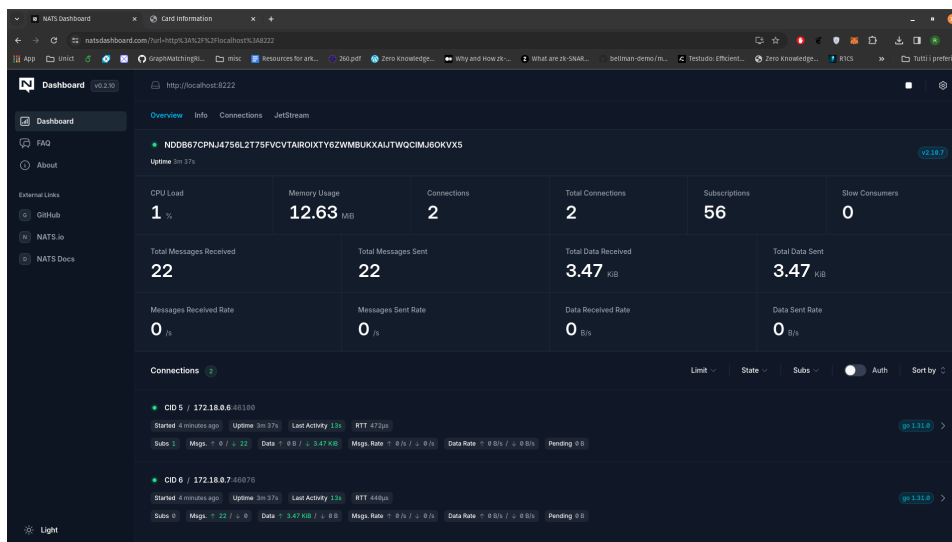 NATS Dashboard
Card Information
natsdashboard.com/?url=http%3A%2F%2Flocalhost%3A8222
App
Unict
GraphMatchingRi...
misc
Resources for ark...
260.pdf
Zero Knowledge...
Why and How zk-...
What are zk-SNAR...
bellman-demo/m...
Testudo: Efficient...
Zero Knowledge...
R1CS
»
Tutti i preferi
Dashboard v0.2.10
http://localhost:8222
Dashboard
FAQ
About
External Links
G GitHub
N NATS.io
D NATS Docs
Light
Overview Info Connections JetStream
NDDB67CPNJ4756L2T75FVCVTAIROIXTY6ZWMBUKXAIJTWQCIMJ6OKVX5
Uptime 3m 37s
v2.10.7
CPU Load Memory Usage Connections Total Connections Subscriptions Slow Consumers
1 % 12.63 MiB 2 2 56 0
Total Messages Received Total Messages Sent Total Data Received Total Data Sent
22 22 3.47 KiB 3.47 KiB
Messages Received Rate Messages Sent Rate Data Received Rate Data Sent Rate
0 /s 0 /s 0 B/s 0 B/s
Connections 2 Limit State Subs Auth Sort by
CID 5 / 172.18.0.6:46100
Started 4 minutes ago Uptime 3m 37s Last Activity 13s RTT 472µs
go 1.31.0
Subs 1 Msgs. ↑ 0 / ↓ 22 Data ↑ 0 B / ↓ 3.47 KiB Msgs. Rate ↑ 0 /s / ↓ 0 /s Data Rate ↑ 0 B/s / ↓ 0 B/s Pending 0 B
CID 6 / 172.18.0.7:46076
Started 4 minutes ago Uptime 3m 37s Last Activity 13s RTT 440µs
go 1.31.0
Subs 0 Msgs. ↑ 22 / ↓ 0 Data ↑ 3.47 KiB / ↓ 0 B Msgs. Rate ↑ 0 /s / ↓ 0 /s Data Rate ↑ 0 B/s / ↓ 0 B/s Pending 0 B